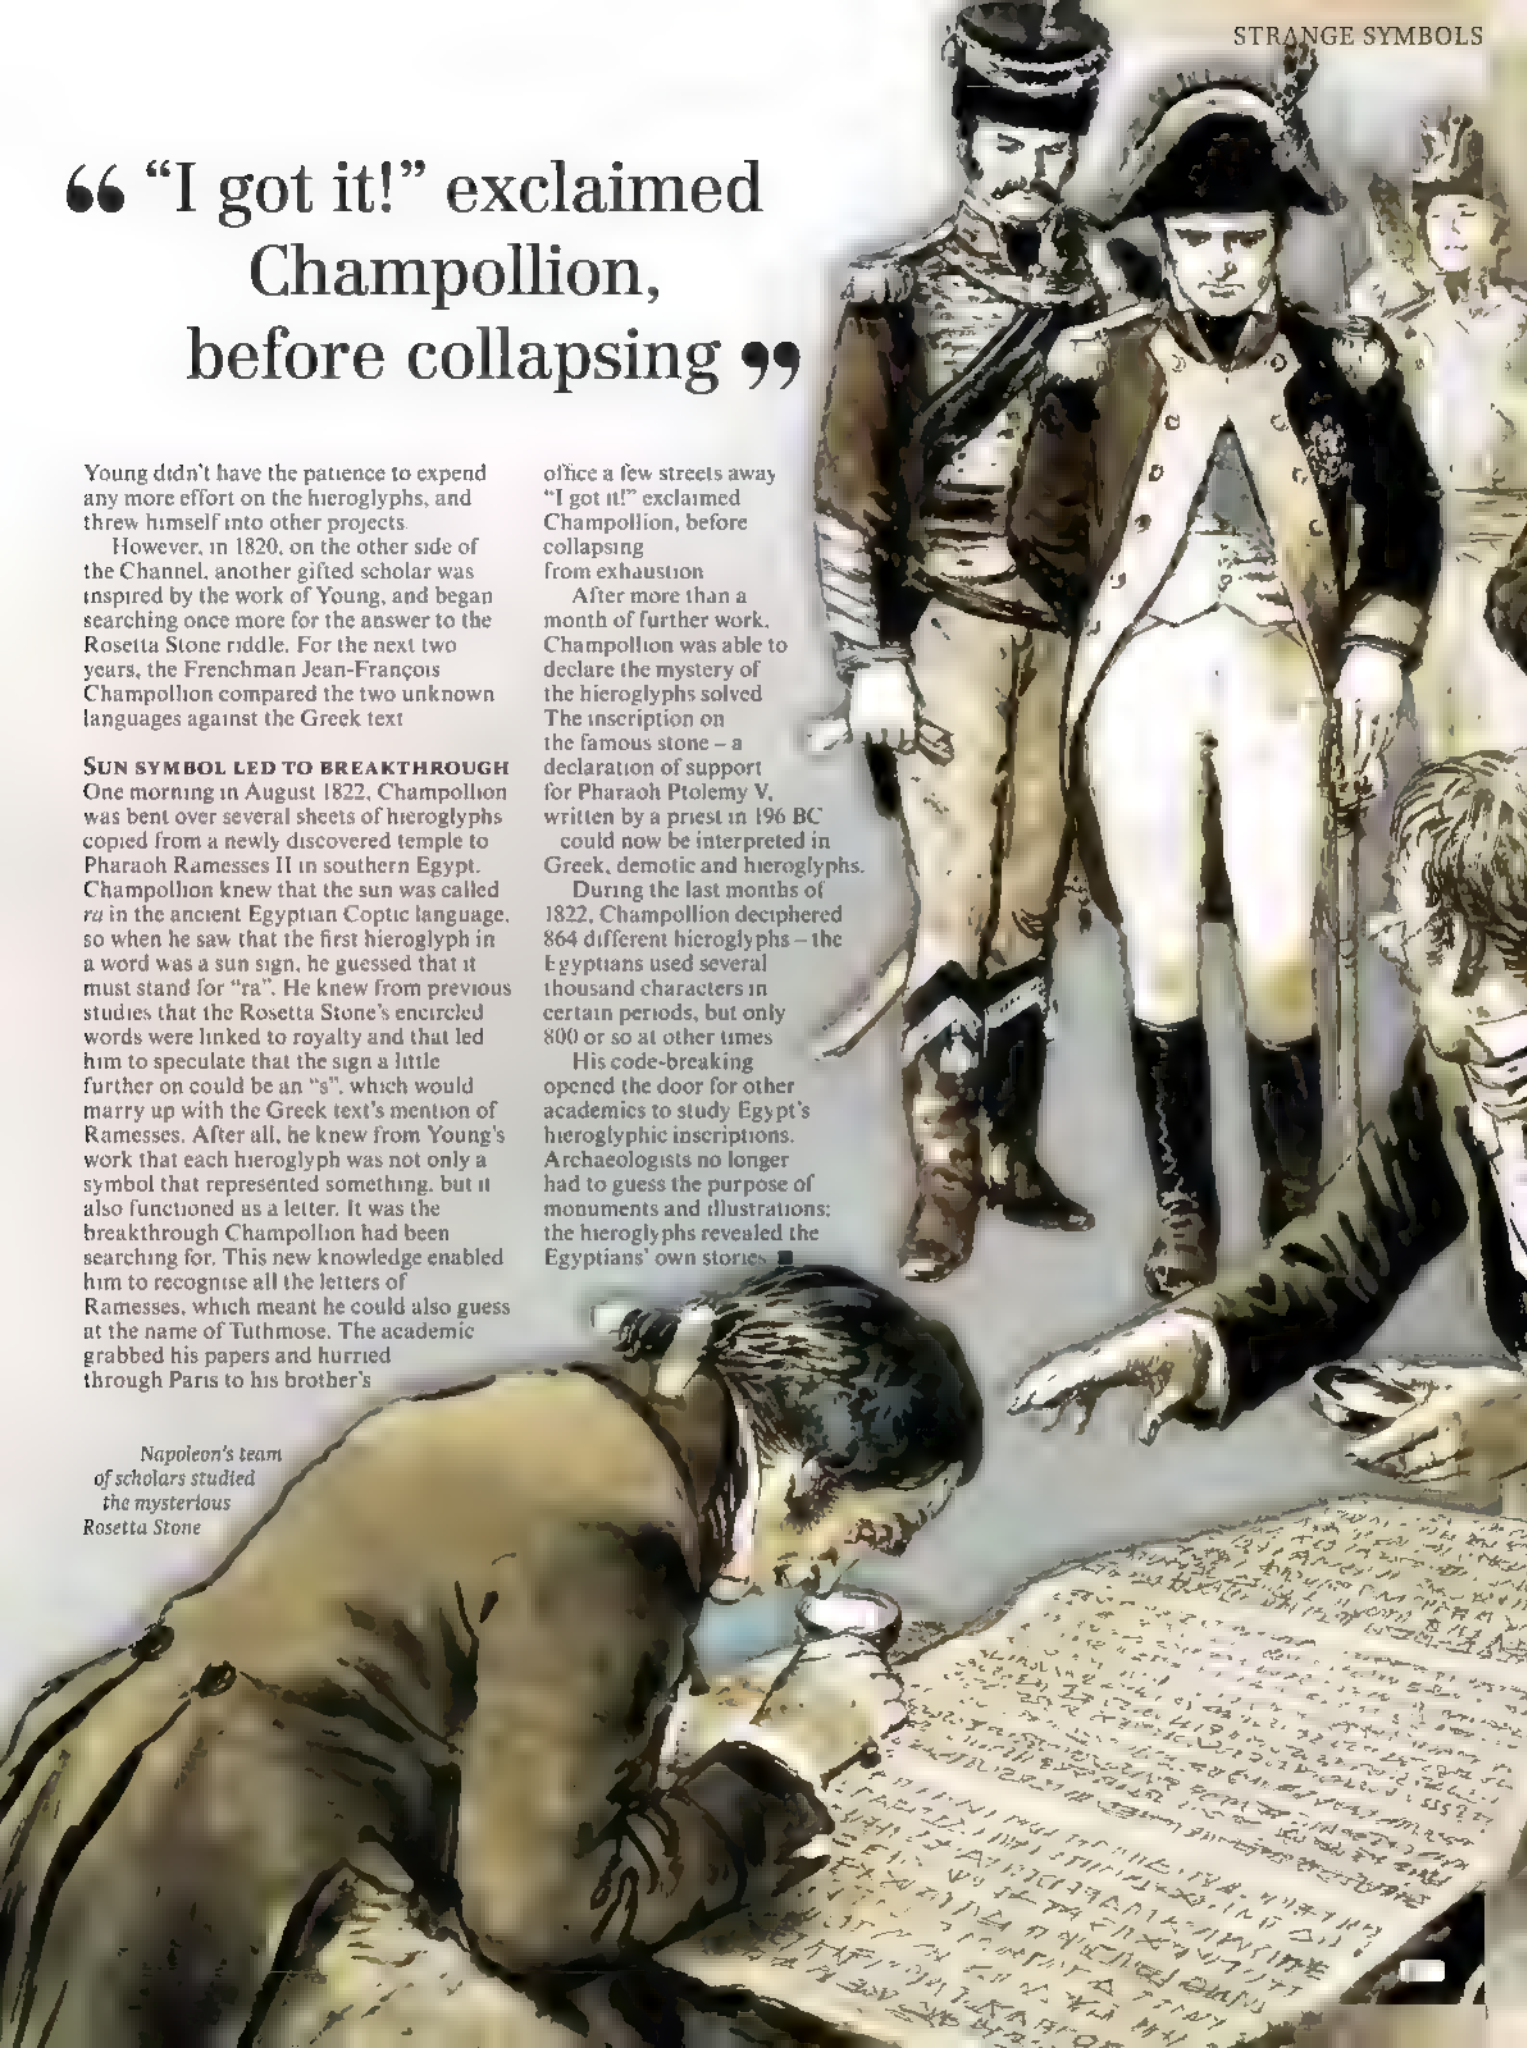 STRANGE SYMBOLS
“ “I got it!” exclaimed
Champollion,
before collapsing ”
Young didn't have the patience to expend
any more effort on the hieroglyphs, and
threw himself into other projects.
However, in 1820, on the other side of
the Channel, another gifted scholar was
inspired by the work of Young, and began
searching once more for the answer to the
Rosetta Stone riddle. For the next two
years, the Frenchman Jean-François
Champollion compared the two unknown
languages against the Greek text
SUN SYMBOL LED TO BREAKTHROUGH
One morning in August 1822, Champollion
was bent over several sheets of hieroglyphs
copied from a newly discovered temple to
Pharaoh Ramesses II in southern Egypt.
Champollion knew that the sun was called
ra in the ancient Egyptian Coptic language,
so when he saw that the first hieroglyph in
a word was a sun sign, he guessed that it
must stand for “ra”. He knew from previous
studies that the Rosetta Stone's encircled
words were linked to royalty and that led
him to speculate that the sign a little
further on could be an “s”, which would
marry up with the Greek text's mention of
Ramesses. After all, he knew from Young's
work that each hieroglyph was not only a
symbol that represented something, but it
also functioned as a letter. It was the
breakthrough Champollion had been
searching for. This new knowledge enabled
him to recognise all the letters of
Ramesses, which meant he could also guess
at the name of Tuthmose. The academic
grabbed his papers and hurried
through Paris to his brother's
office a few streets away
“I got it!” exclaimed
Champollion, before
collapsing
from exhaustion
After more than a
month of further work,
Champollion was able to
declare the mystery of
the hieroglyphs solved
The inscription on
the famous stone – a
declaration of support
for Pharaoh Ptolemy V,
written by a priest in 196 BC
could now be interpreted in
Greek, demotic and hieroglyphs.
During the last months of
1822, Champollion deciphered
864 different hieroglyphs – the
Egyptians used several
thousand characters in
certain periods, but only
800 or so at other times
His code-breaking
opened the door for other
academics to study Egypt's
hieroglyphic inscriptions.
Archaeologists no longer
had to guess the purpose of
monuments and illustrations;
the hieroglyphs revealed the
Egyptians' own stories ■
Napoleon's team
of scholars studied
the mysterious
Rosetta Stone